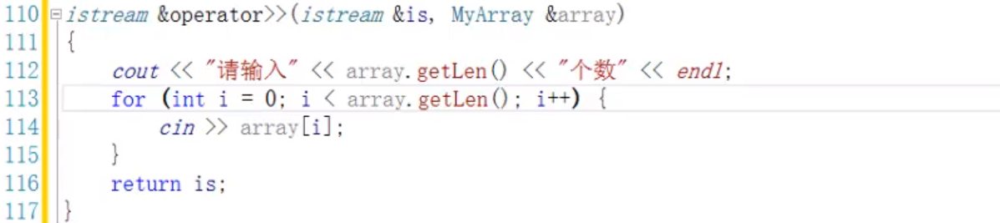 110 istream &operator>>(istream &is, MyArray &array)
111 {
112 cout << "请输入" << array.getLen() << "个数" << endl;
113 for (int i = 0; i < array.getLen(); i++) {
114 cin >> array[i];
115 }
116 return is;
117 }